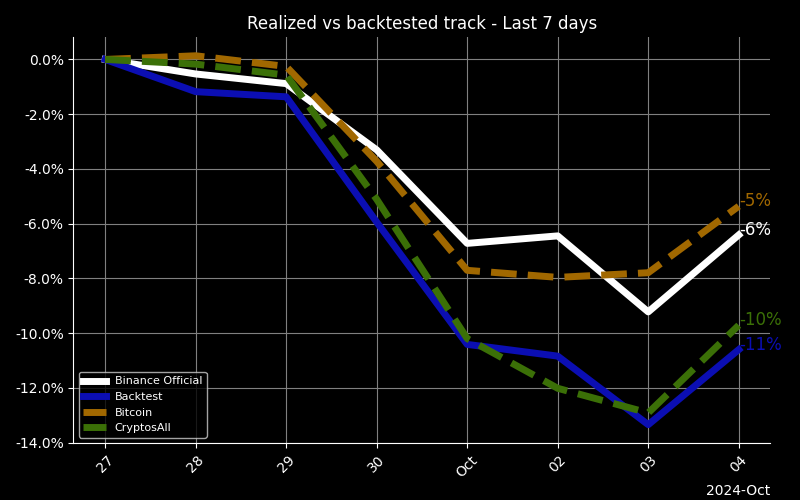 Realized vs backtested track - Last 7 days
0.0%
-2.0%
-4.0%
-6.0%
-8.0%
-10.0%
-12.0%
-14.0%
-5%
-6%
-10%
-11%
Binance Official
Backtest
Bitcoin
CryptosAll
27
28
29
30
Oct
02
03
04
2024-Oct